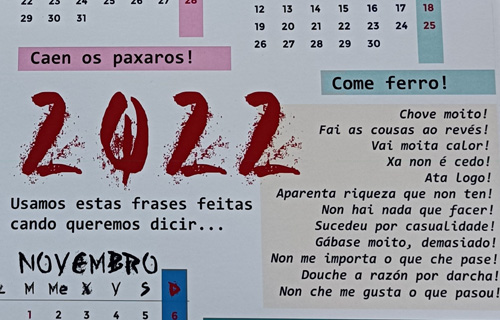 22 23 24 25 26 27 28
29 30 31
12 13 14 15 16 17 18
19 20 21 22 23 24 25
26 27 28 29 30
Caen os paxaros!
Come ferro!
2022
Usamos estas frases feitas
cando queremos dicir...
Chove moito!
Fai as cousas ao revés!
Vai moita calor!
Xa non é cedo!
Ata logo!
Aparenta riqueza que non ten!
Non hai nada que facer!
Sucedeu por casualidade!
Gábase moito, demasiado!
Non me importa o que che pase!
Douche a razón por darcha!
Non che me gusta o que pasou!
NOVEMBRO
L M Me X V S D
1 2 3 4 5 6